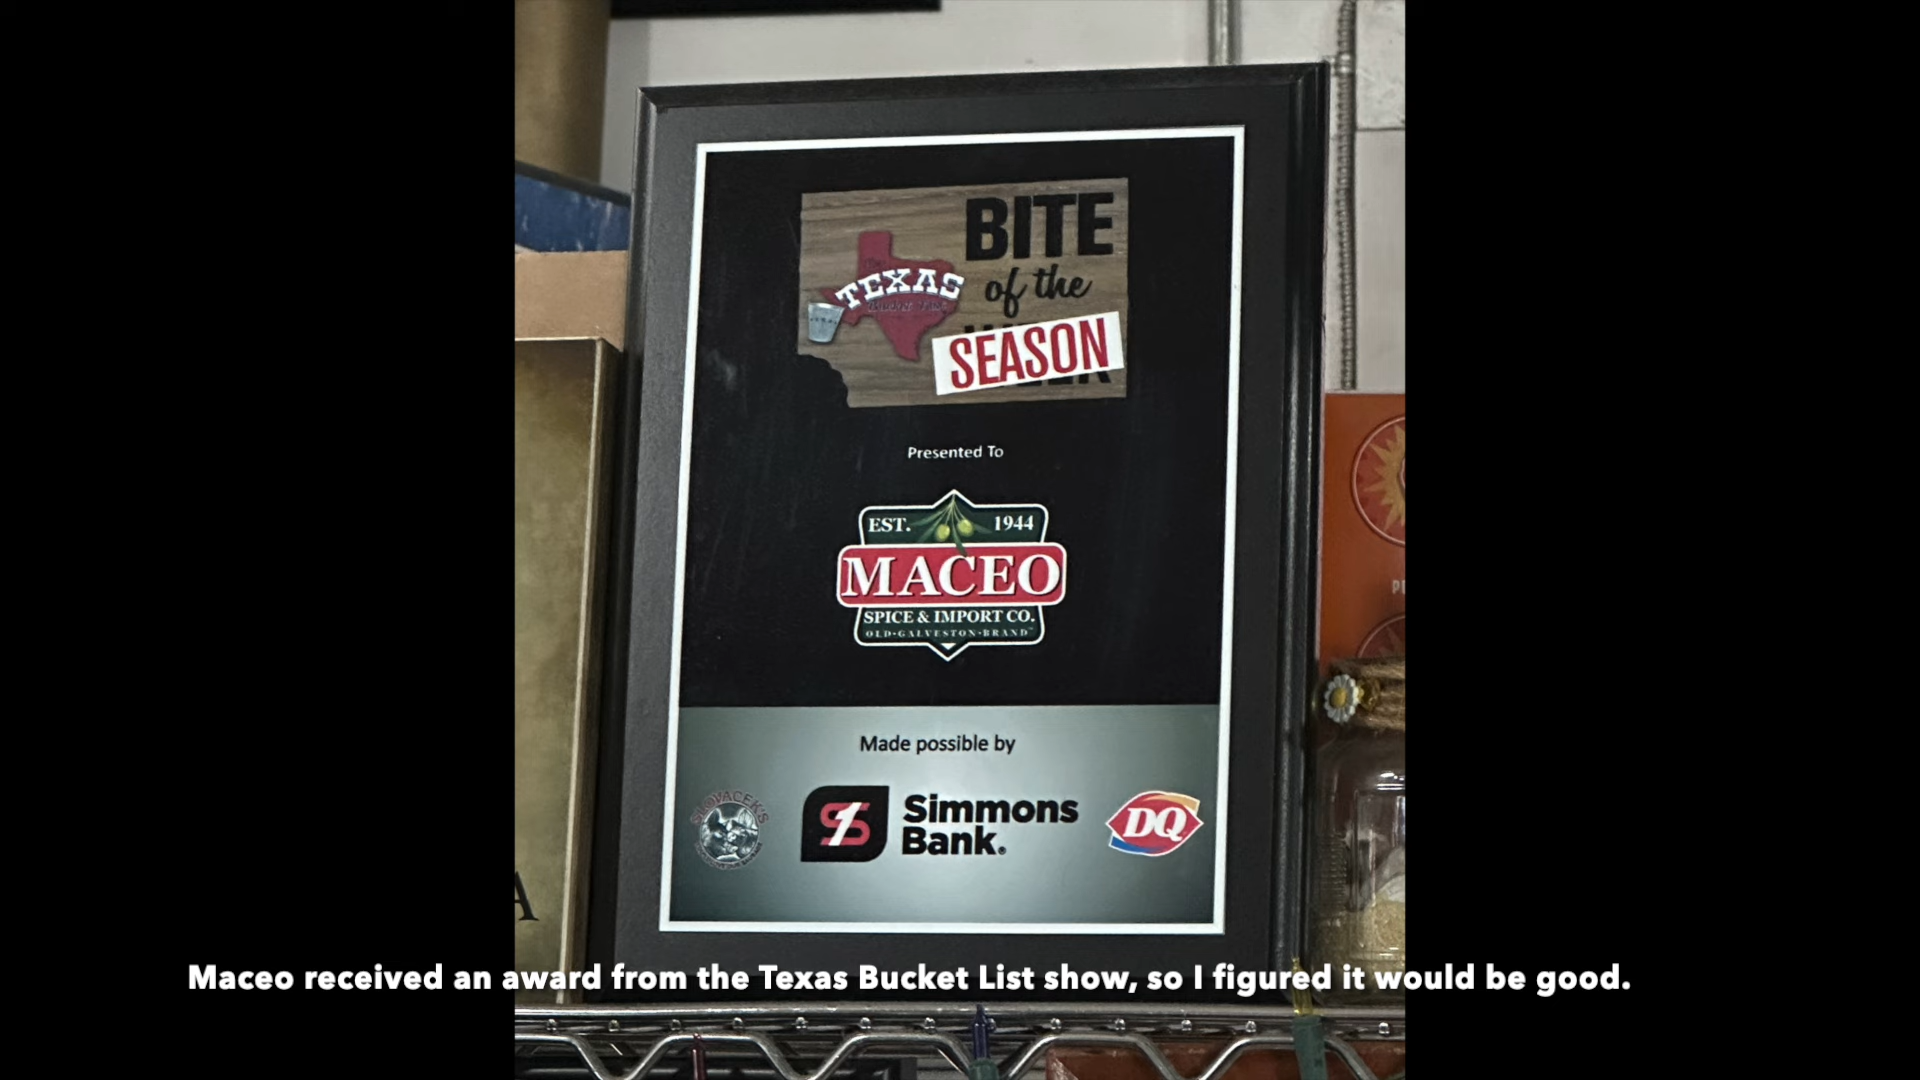 BITE
of the
SEASON
TEXAS
Presented To
EST. 1944
MACEO
SPICE & IMPORT CO.
OLD•GALVESTON•BRAND
Made possible by
SLOVACEK'S
Simmons
Bank.
DQ
Maceo received an award from the Texas Bucket List show, so I figured it would be good.